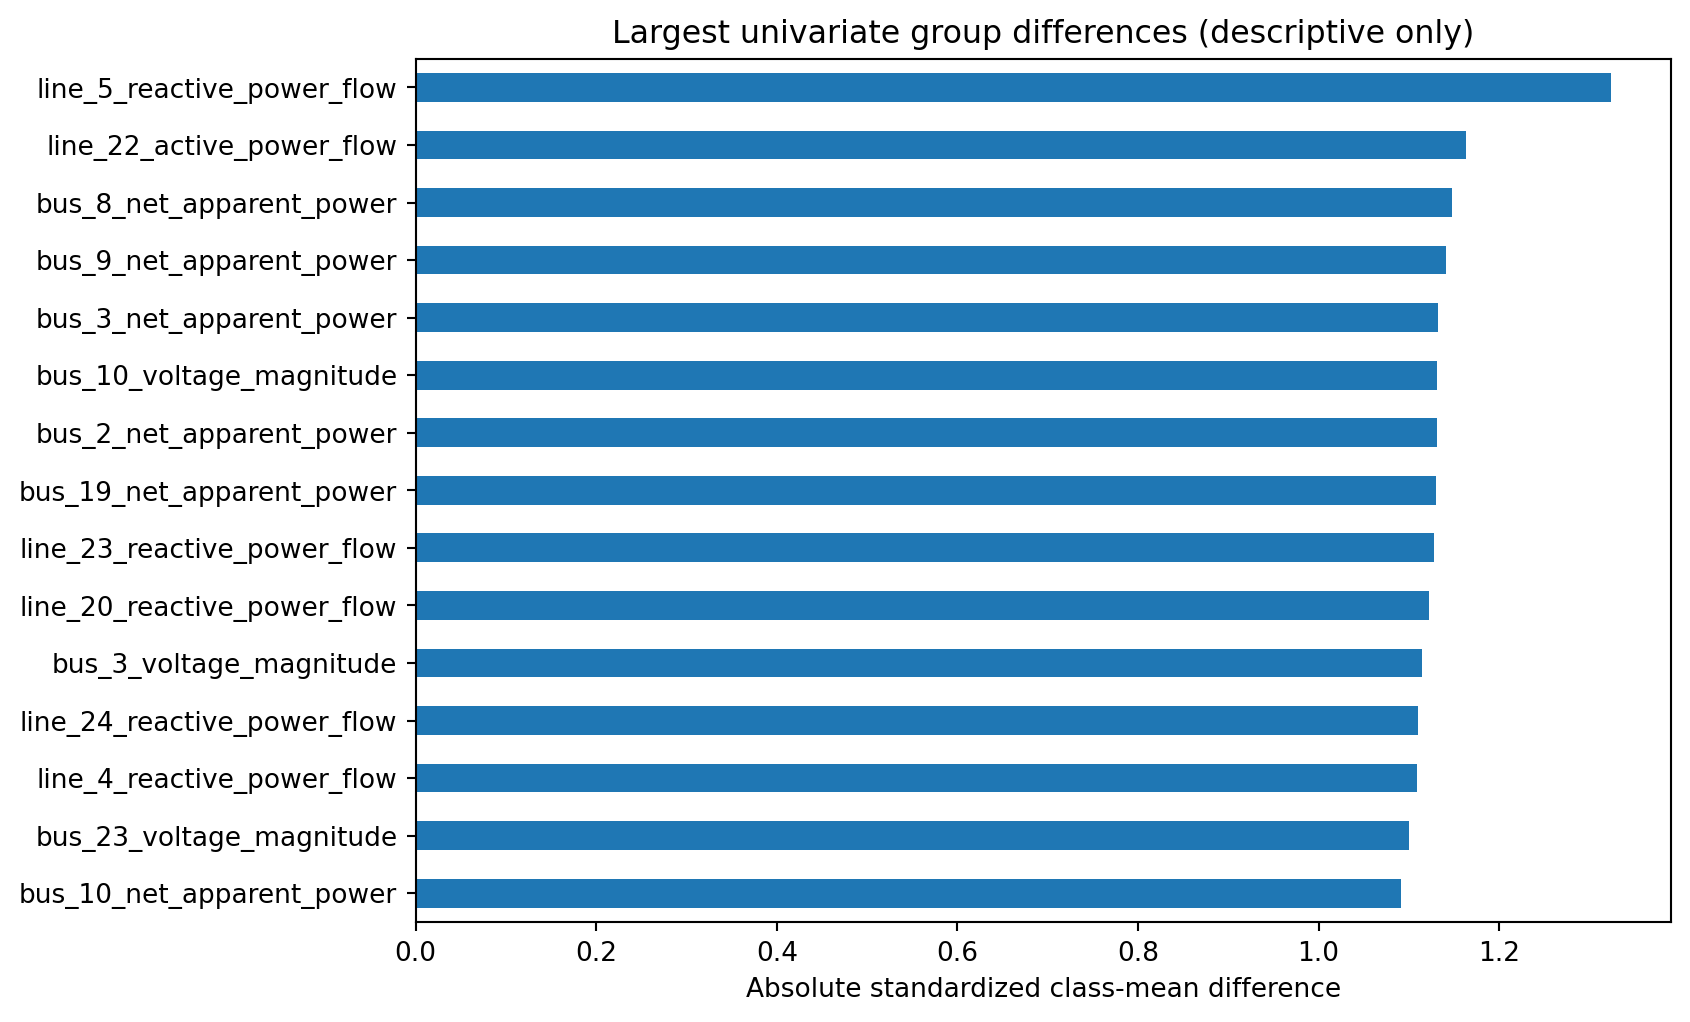 Largest univariate group differences (descriptive only)
line_5_reactive_power_flow
line_22_active_power_flow
bus_8_net_apparent_power
bus_9_net_apparent_power
bus_3_net_apparent_power
bus_10_voltage_magnitude
bus_2_net_apparent_power
bus_19_net_apparent_power
line_23_reactive_power_flow
line_20_reactive_power_flow
bus_3_voltage_magnitude
line_24_reactive_power_flow
line_4_reactive_power_flow
bus_23_voltage_magnitude
bus_10_net_apparent_power
0.0 0.2 0.4 0.6 0.8 1.0 1.2
Absolute standardized class-mean difference